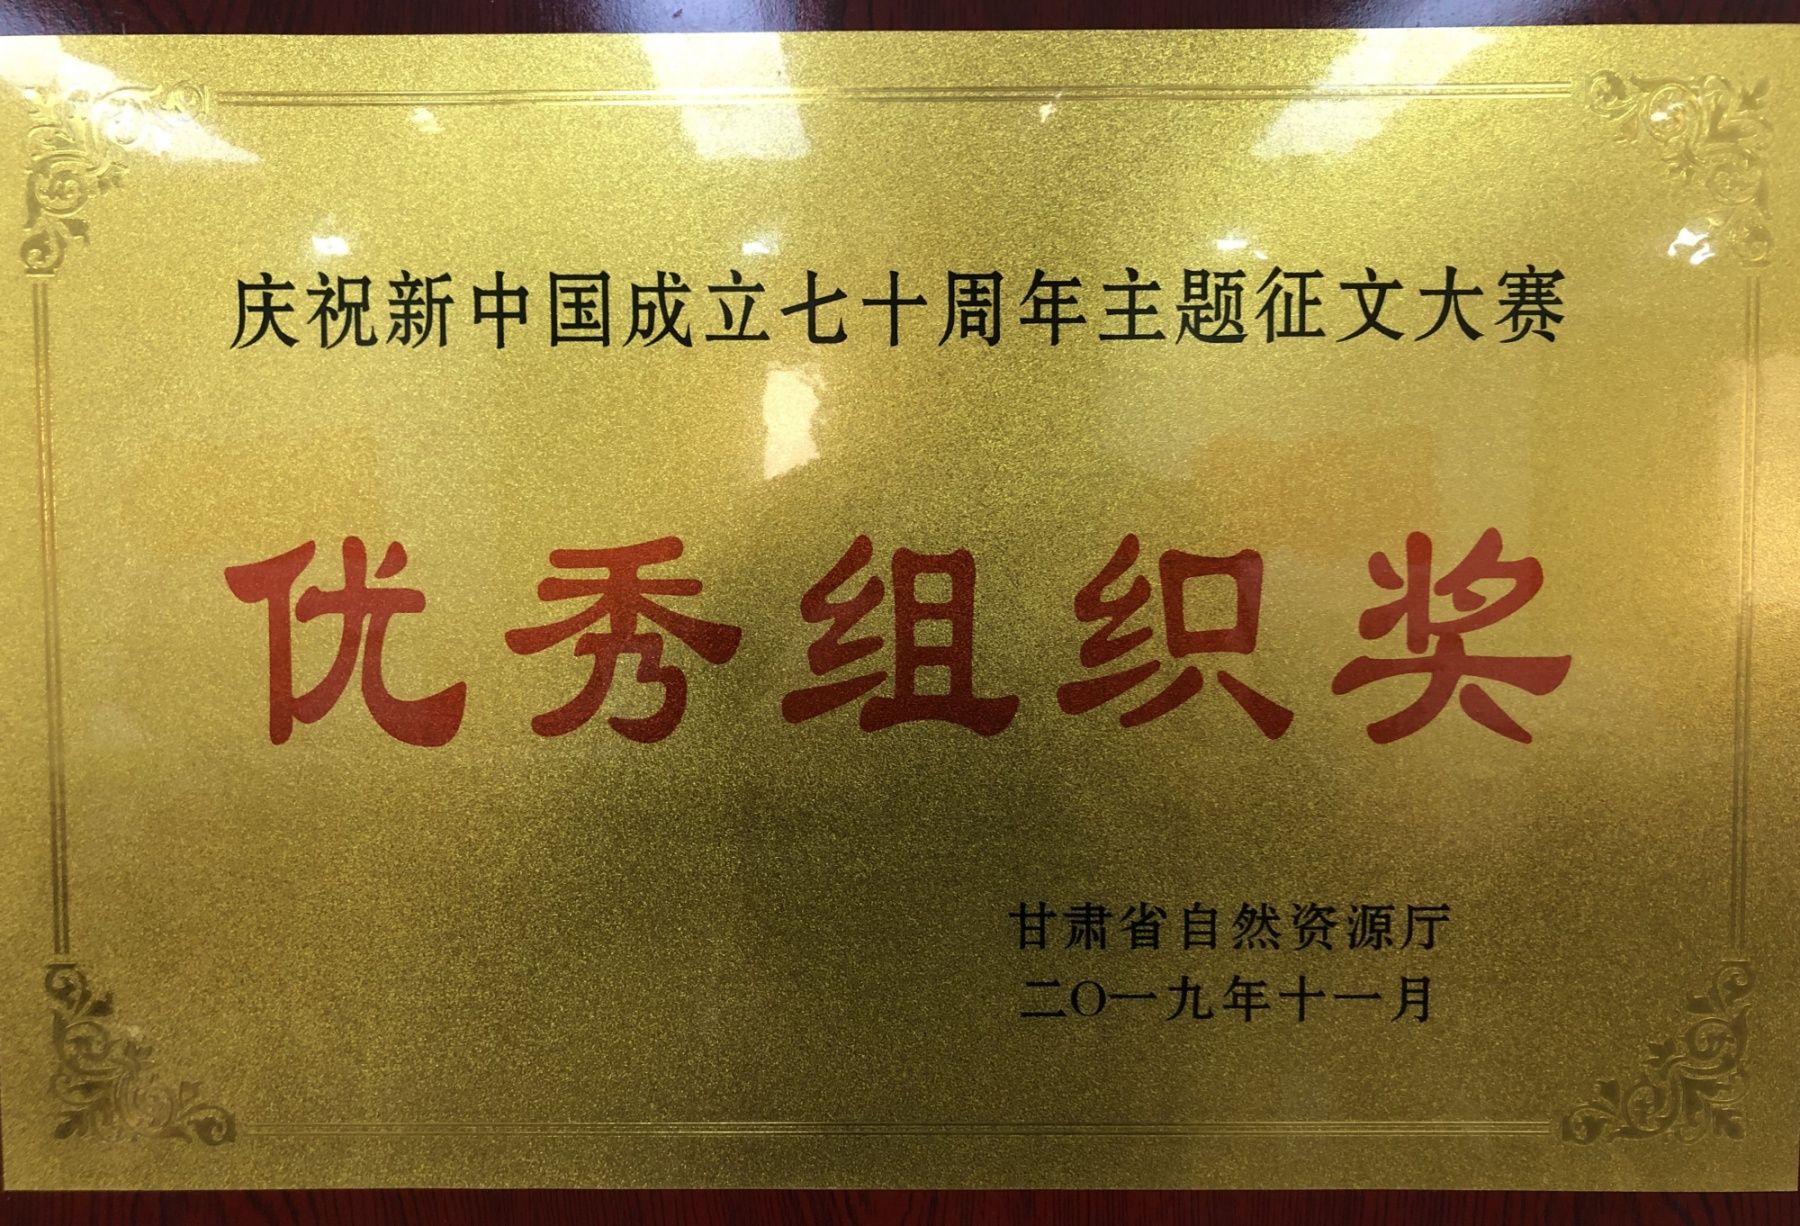 庆祝新中国成立七十周年主题征文大赛
优秀组织奖
甘肃省自然资源厅
二〇一九年十一月